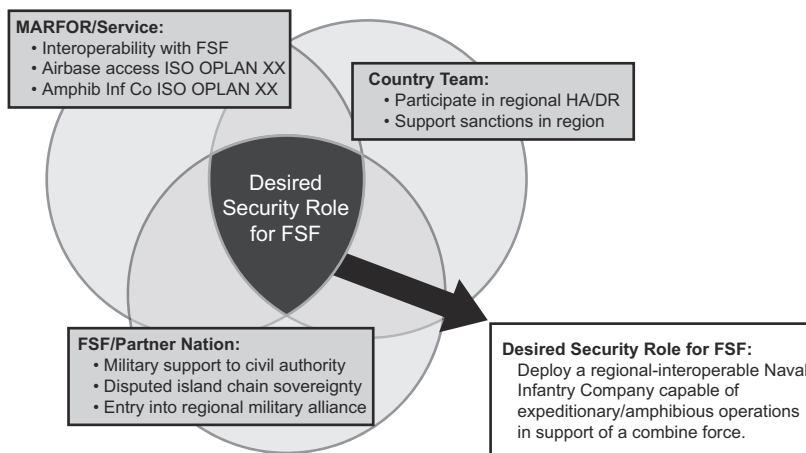 MARFOR/Service:
• Interoperability with FSF
• Airbase access ISO OPLAN XX
• Amphib Inf Co ISO OPLAN XX
Country Team:
• Participate in regional HA/DR
• Support sanctions in region
Desired
Security Role
for FSF
FSF/Partner Nation:
• Military support to civil authority
• Disputed island chain sovereignty
• Entry into regional military alliance
Desired Security Role for FSF:
Deploy a regional-interoperable Naval
Infantry Company capable of
expeditionary/amphibious operations
in support of a combine force.